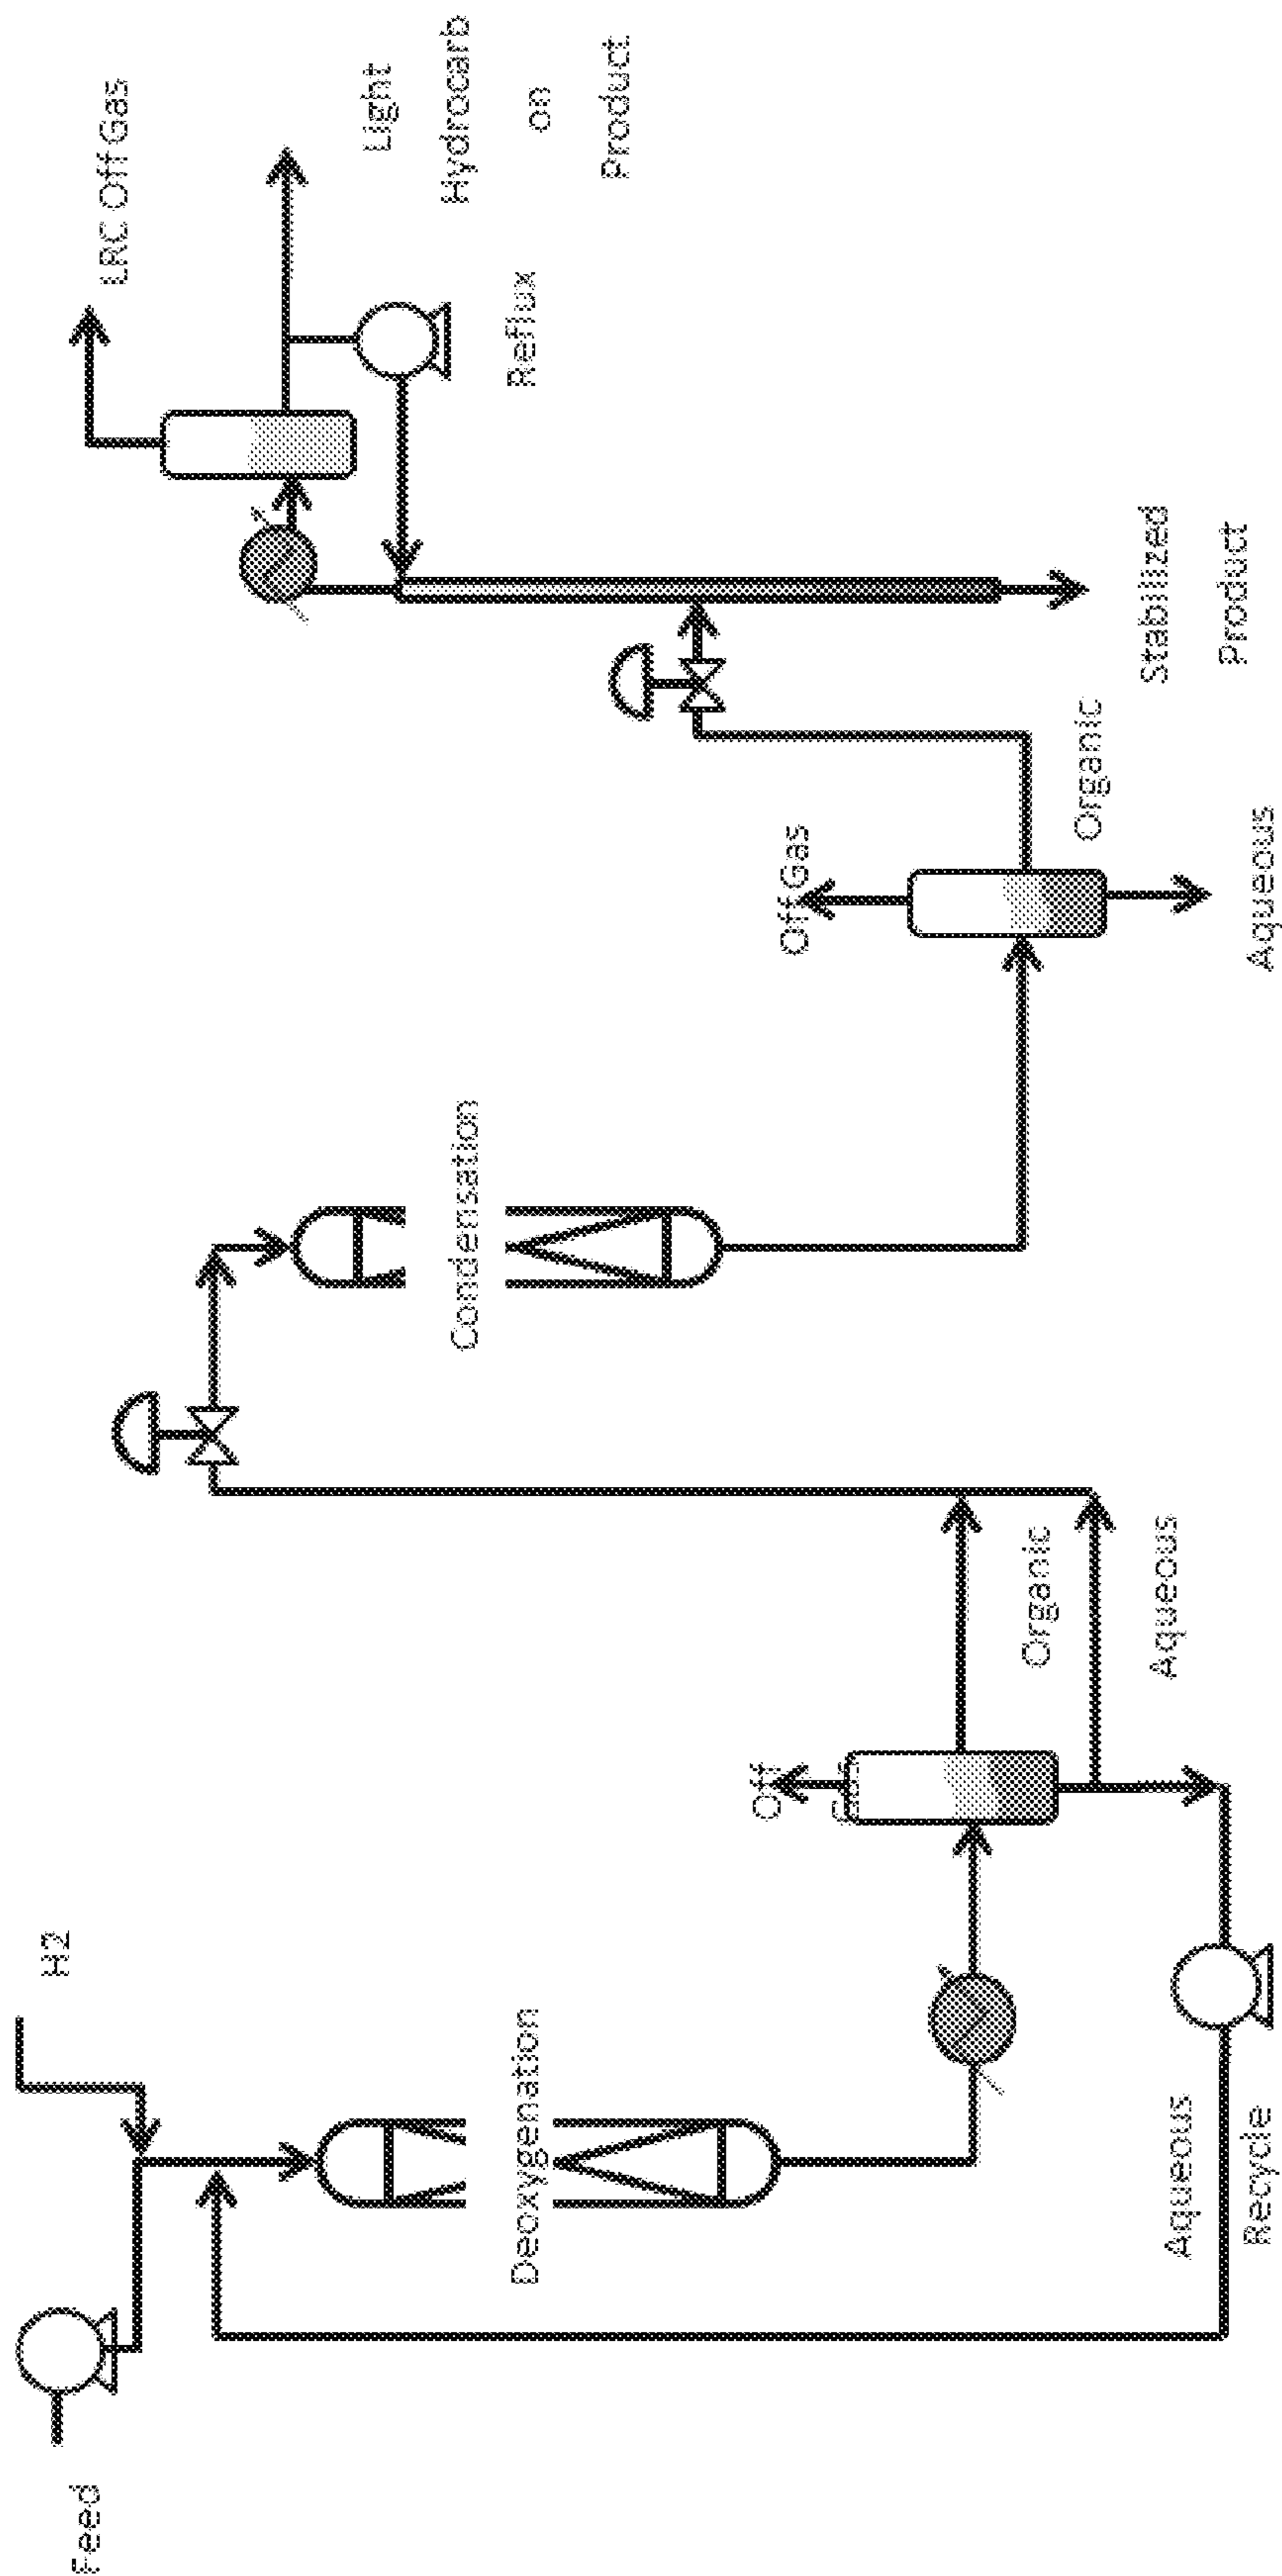 Feed
H2
Deoxygenation
Aqueous
Recycle
Off
Gas
Organic
Aqueous
Condensation
Off Gas
Organic
Aqueous
Stabilized
Product
Reflux
LRC Off Gas
Light
Hydrocarb
on
Product